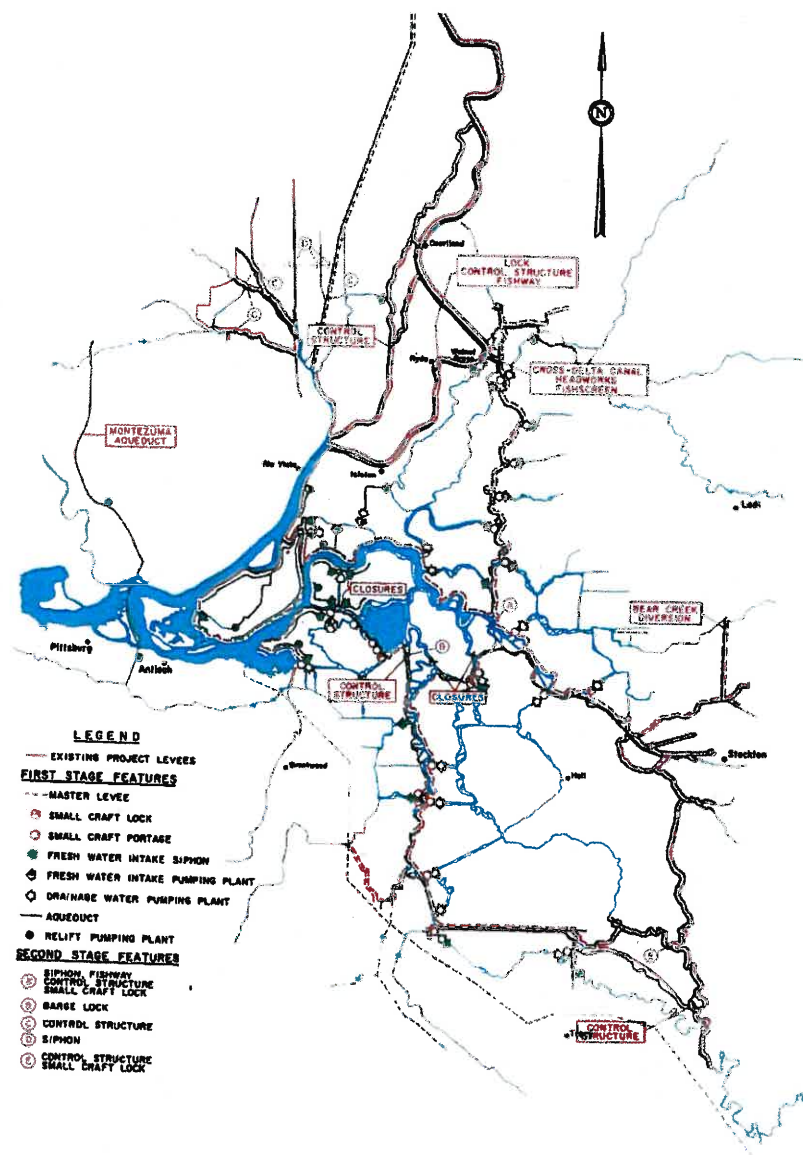 N
Courtland
LOCK
CONTROL STRUCTURE
FISHWAY
D
C
C
C
CONTROL
STRUCTURE
Ryde
Walnut
Grove
CROSS-DELTA CANAL
HEADWORKS
FISHSCREEN
MONTEZUMA
AQUEDUCT
Rio Vista
Isleton
Lodi
CLOSURES
A
BEAR CREEK
DIVERSION
Pittsburg
Antioch
B
CONTROL
STRUCTURE
CLOSURES
Stockton
Brentwood
Holt
LEGEND
EXISTING PROJECT LEVEES
FIRST STAGE FEATURES
MASTER LEVEE
SMALL CRAFT LOCK
SMALL CRAFT PORTAGE
FRESH WATER INTAKE SIPHON
FRESH WATER INTAKE PUMPING PLANT
DRAINAGE WATER PUMPING PLANT
AQUEDUCT
RELIFT PUMPING PLANT
SECOND STAGE FEATURES
A SIPHON, FISHWAY
CONTROL STRUCTURE
SMALL CRAFT LOCK
B BARGE LOCK
C CONTROL STRUCTURE
D SIPHON
E CONTROL STRUCTURE
SMALL CRAFT LOCK
E
CONTROL
STRUCTURE